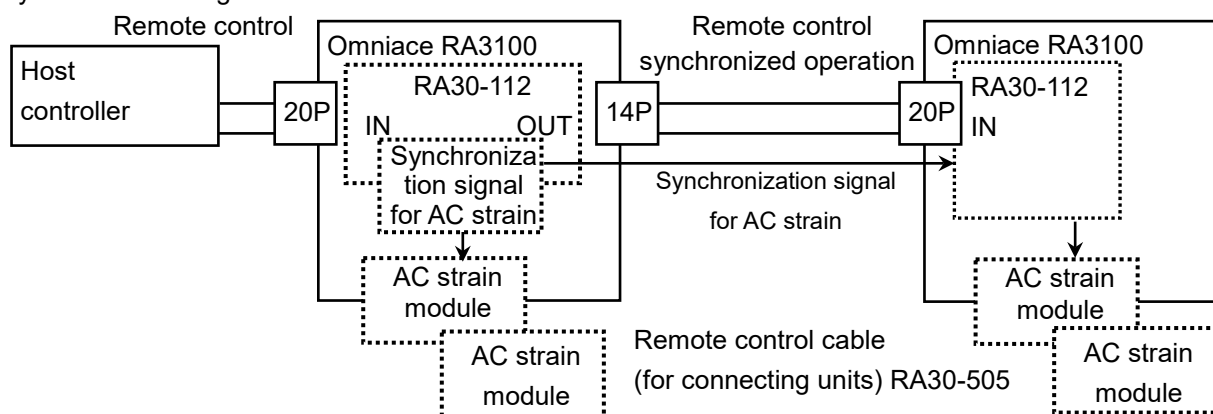 Remote control
Host
controller
20P
Omniace RA3100
RA30-112
IN
OUT
Synchroniza
tion signal
for AC strain
AC strain
module
AC strain
module
14P
Remote control
synchronized operation
Synchronization signal
for AC strain
Remote control cable
(for connecting units) RA30-505
20P
Omniace RA3100
RA30-112
IN
AC strain
module
AC strain
module